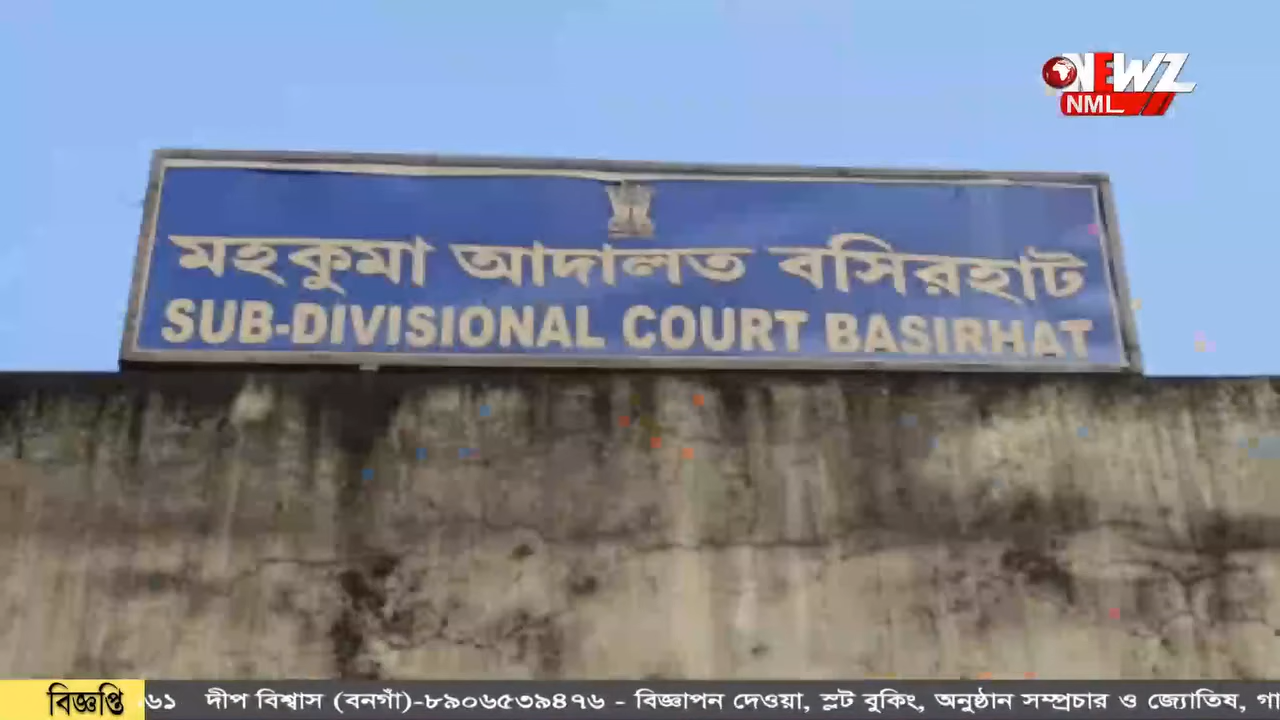 NEWZ
NML
মহকুমা আদালত বসিরহাট
SUB-DIVISIONAL COURT BASIRHAT
বিজ্ঞপ্তি ৬১ দীপ বিশ্বাস (বনগাঁ)-৮৯০৬৫৩৯৪৭৬ - বিজ্ঞাপন দেওয়া, স্লট বুকিং, অনুষ্ঠান সম্প্রচার ও জ্যোতিষ,